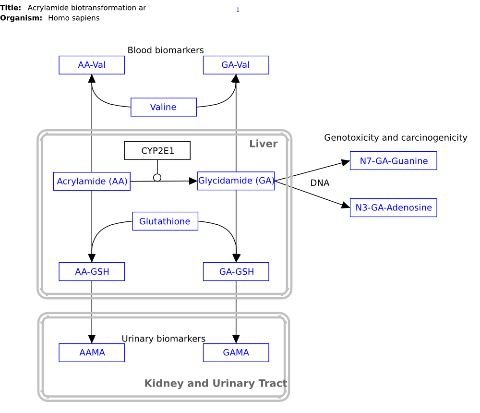 Title: Acrylamide biotransformation ar
1
Organism: Homo sapiens
Blood biomarkers
AA-Val
GA-Val
Valine
Liver
CYP2E1
Genotoxicity and carcinogenicity
N7-GA-Guanine
Acrylamide (AA)
Glycidamide (GA)
DNA
N3-GA-Adenosine
Glutathione
AA-GSH
GA-GSH
Urinary biomarkers
AAMA
GAMA
Kidney and Urinary Tract